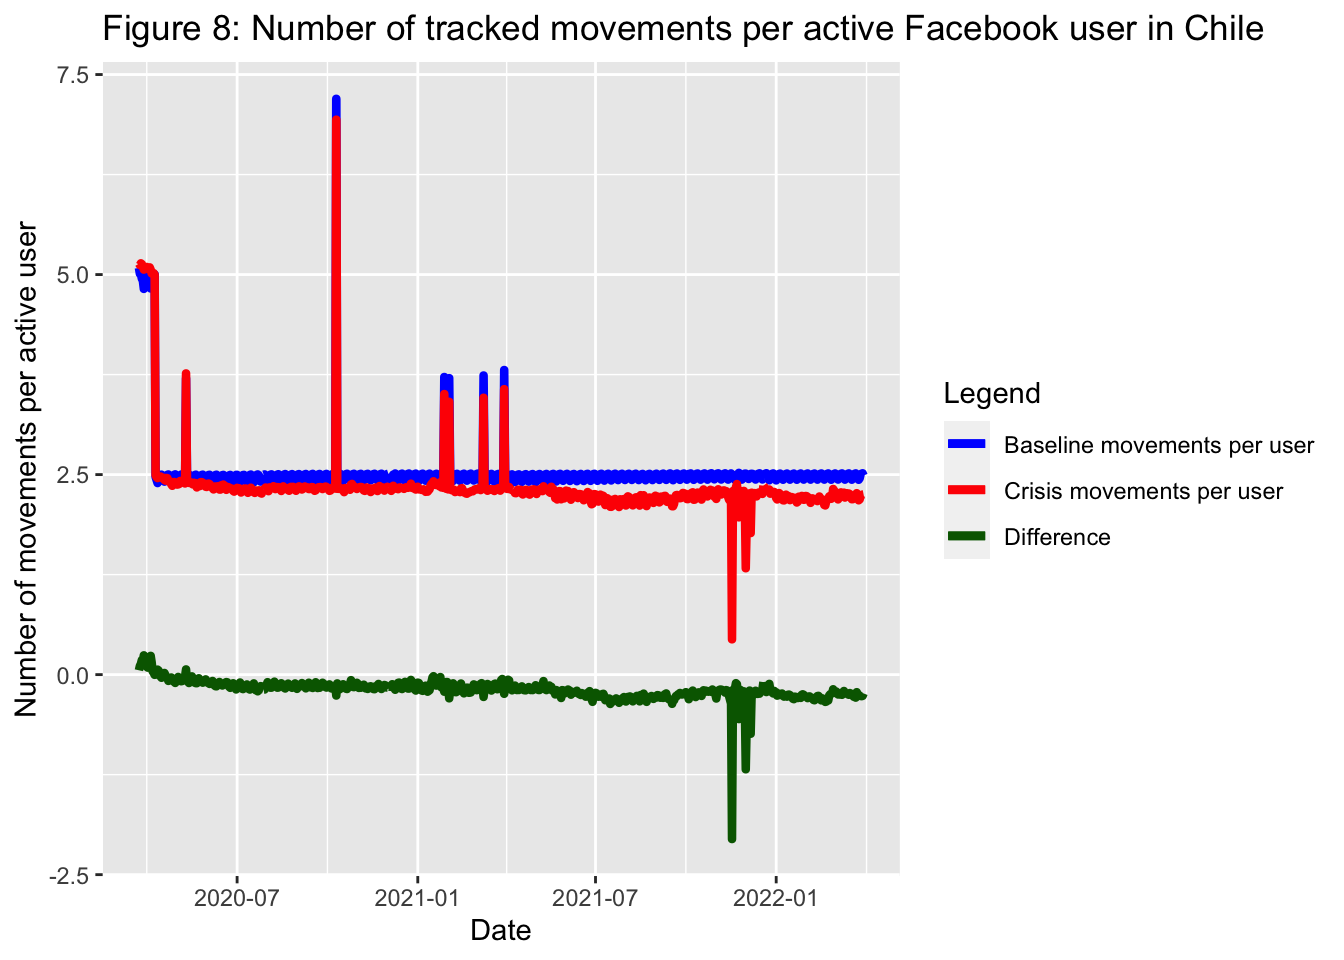 Figure 8: Number of tracked movements per active Facebook user in Chile
Number of movements per active user
7.5
5.0
2.5
0.0
-2.5
2020-07
2021-01
2021-07
2022-01
Date
Legend
Baseline movements per user
Crisis movements per user
Difference